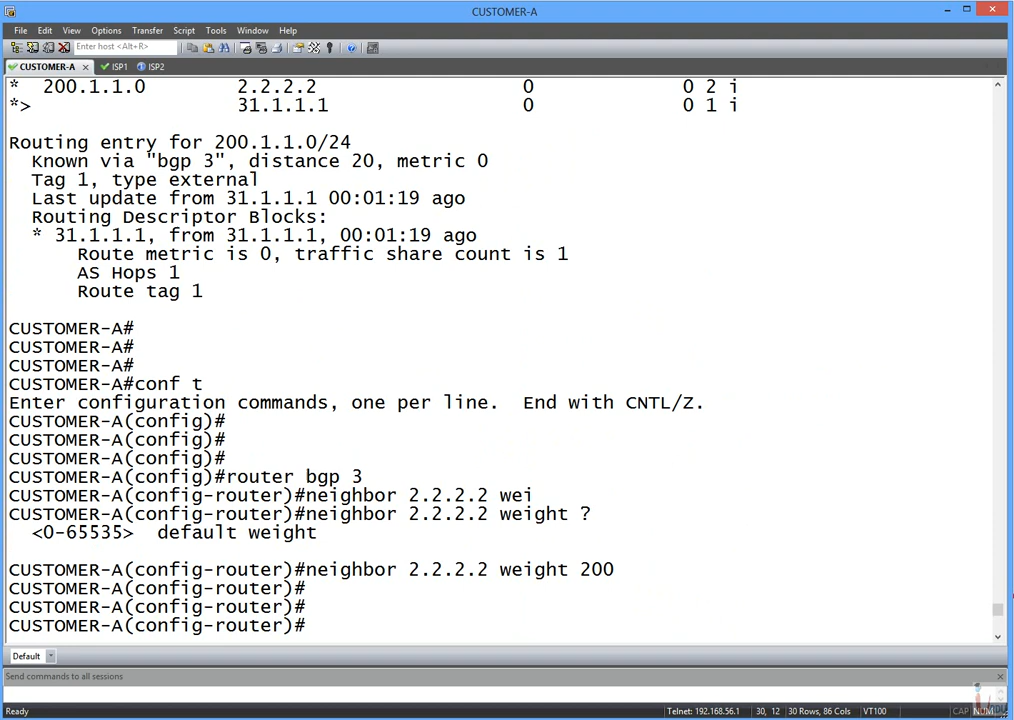 CUSTOMER-A
File Edit View Options Transfer Script Tools Window Help
Enter host <Alt+R>
CUSTOMER-A ISP1 ISP2
*  200.1.1.0        2.2.2.2                  0             0 2 i
*>                  31.1.1.1                 0             0 1 i
Routing entry for 200.1.1.0/24
  Known via "bgp 3", distance 20, metric 0
  Tag 1, type external
  Last update from 31.1.1.1 00:01:19 ago
  Routing Descriptor Blocks:
  * 31.1.1.1, from 31.1.1.1, 00:01:19 ago
      Route metric is 0, traffic share count is 1
      AS Hops 1
      Route tag 1
CUSTOMER-A#
CUSTOMER-A#
CUSTOMER-A#
CUSTOMER-A#conf t
Enter configuration commands, one per line.  End with CNTL/Z.
CUSTOMER-A(config)#
CUSTOMER-A(config)#
CUSTOMER-A(config)#
CUSTOMER-A(config)#router bgp 3
CUSTOMER-A(config-router)#neighbor 2.2.2.2 wei
CUSTOMER-A(config-router)#neighbor 2.2.2.2 weight ?
  <0-65535>  default weight
CUSTOMER-A(config-router)#neighbor 2.2.2.2 weight 200
CUSTOMER-A(config-router)#
CUSTOMER-A(config-router)#
CUSTOMER-A(config-router)#
Default
Send commands to all sessions
Ready Telnet: 192.168.56.1 30, 12 30 Rows, 86 Cols VT100 CAP NUM